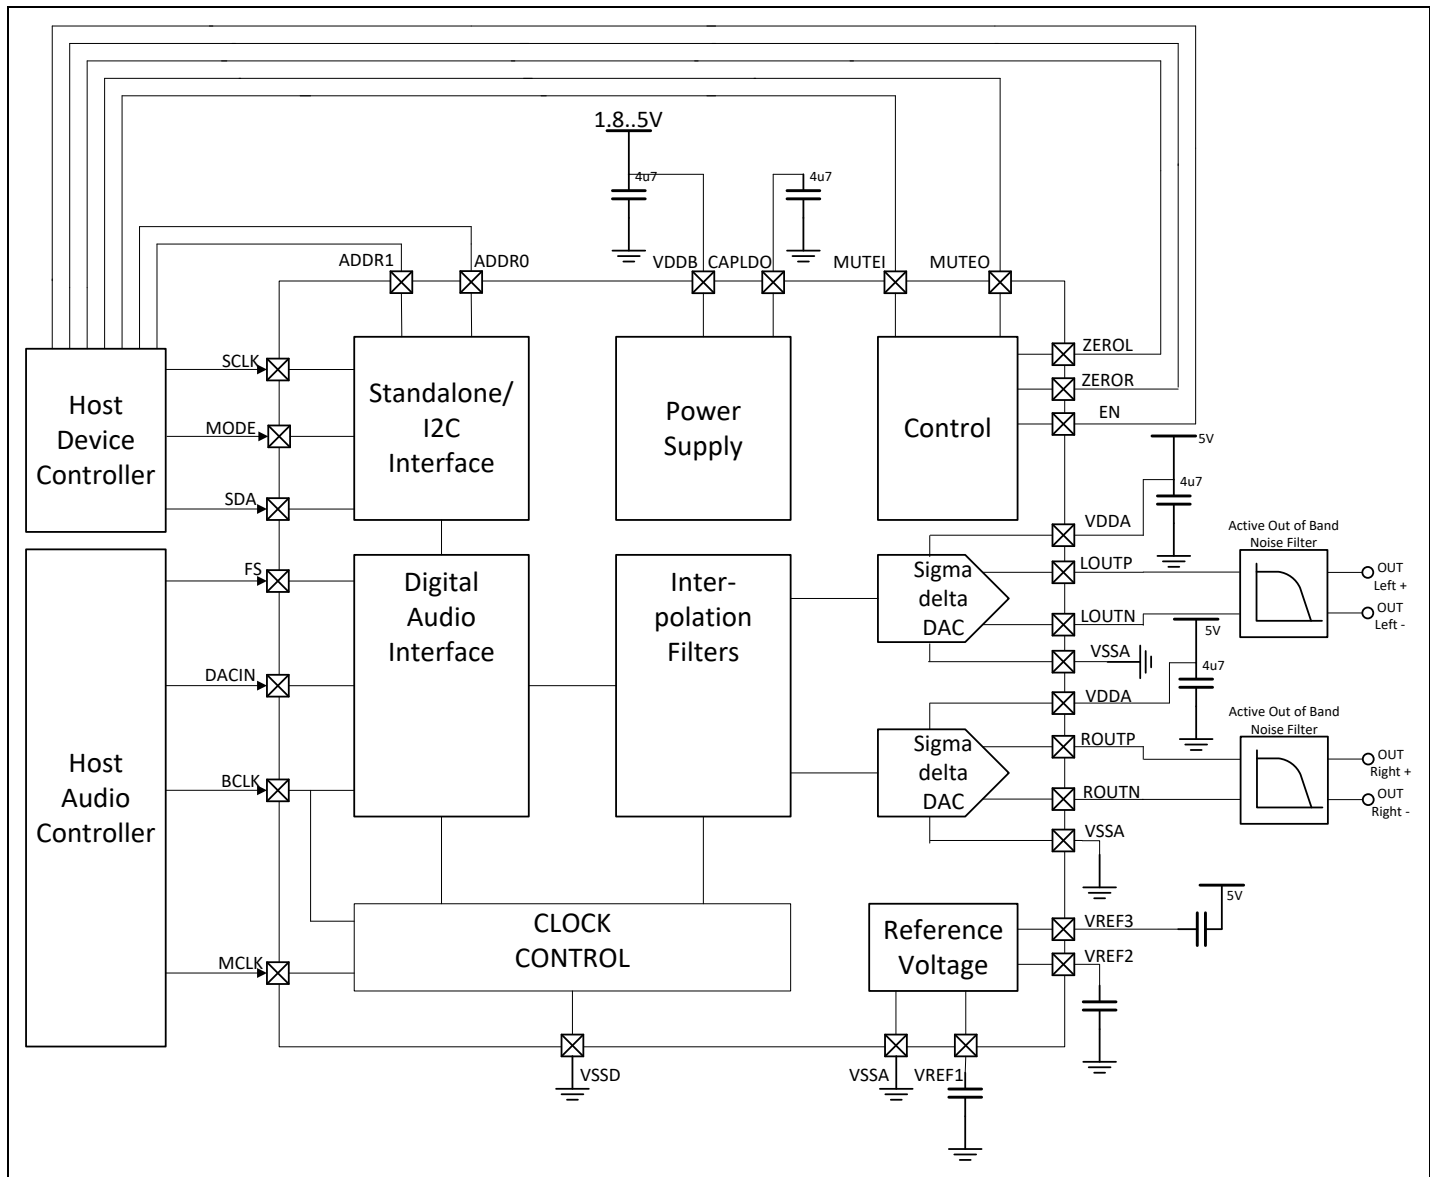 1.8..5V
4u7
4u7
ADDR1
ADDR0
VDDB
CAPLDO
MUTEI
MUTEO
Host
Device
Controller
SCLK
MODE
SDA
Standalone/
I2C
Interface
Power
Supply
Control
ZEROL
ZEROR
EN
5V
4u7
VDDA
LOUTP
LOUTN
VSSA
Active Out of Band
Noise Filter
OUT
Left +
OUT
Left -
Host
Audio
Controller
FS
DACIN
BCLK
MCLK
Digital
Audio
Interface
Inter-
polation
Filters
Sigma
delta
DAC
5V
4u7
VDDA
ROUTP
ROUTN
VSSA
Sigma
delta
DAC
Active Out of Band
Noise Filter
OUT
Right +
OUT
Right -
CLOCK
CONTROL
Reference
Voltage
VREF3
VREF2
5V
VSSD
VSSA
VREF1